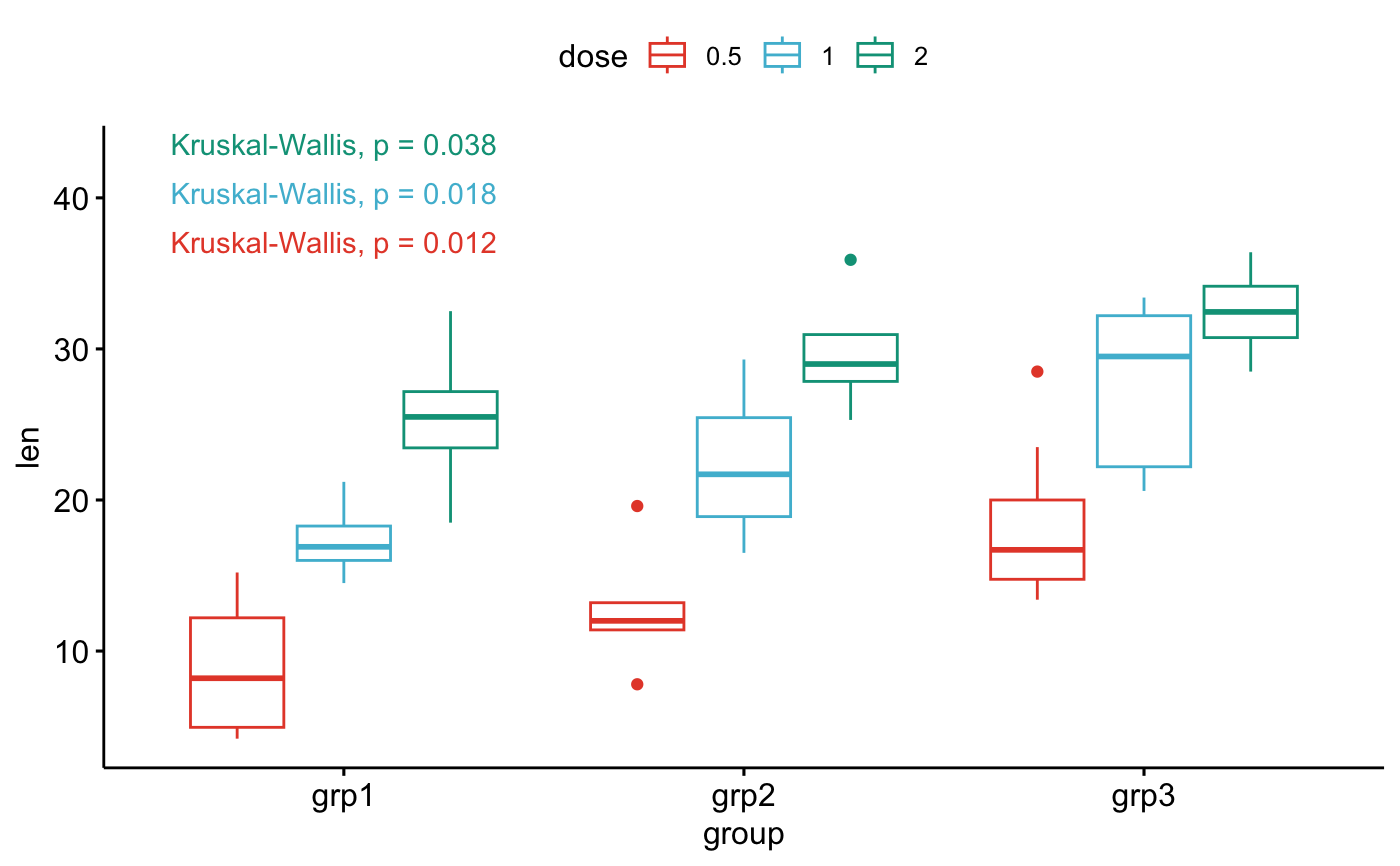 dose 0.5 1 2
Kruskal-Wallis, p = 0.038
Kruskal-Wallis, p = 0.018
Kruskal-Wallis, p = 0.012
40
30
20
10
len
grp1 grp2 grp3
group